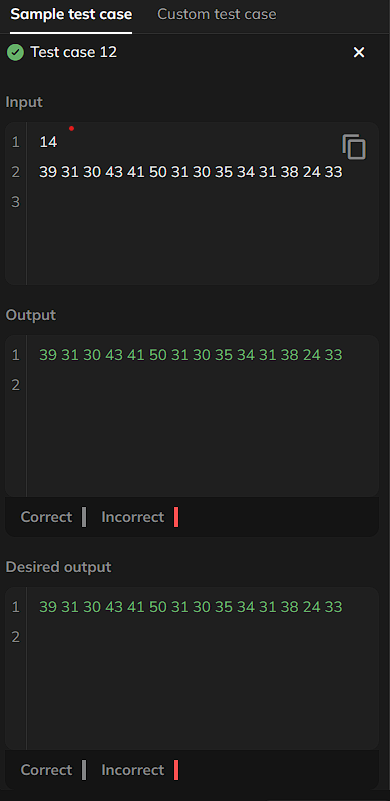 Sample test case Custom test case
Test case 12
Input
1 14
2 39 31 30 43 41 50 31 30 35 34 31 38 24 33
3
Output
1 39 31 30 43 41 50 31 30 35 34 31 38 24 33
2
Correct Incorrect
Desired output
1 39 31 30 43 41 50 31 30 35 34 31 38 24 33
2
Correct Incorrect